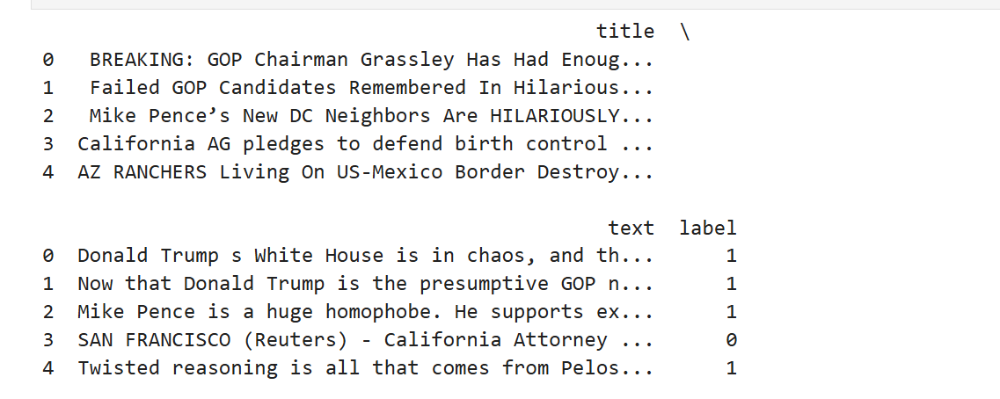 title \
0 BREAKING: GOP Chairman Grassley Has Had Enoug...
1 Failed GOP Candidates Remembered In Hilarious...
2 Mike Pence’s New DC Neighbors Are HILARIOUSLY...
3 California AG pledges to defend birth control ...
4 AZ RANCHERS Living On US-Mexico Border Destroy...
text label
0 Donald Trump s White House is in chaos, and th... 1
1 Now that Donald Trump is the presumptive GOP n... 1
2 Mike Pence is a huge homophobe. He supports ex... 1
3 SAN FRANCISCO (Reuters) - California Attorney ... 0
4 Twisted reasoning is all that comes from Pelos... 1